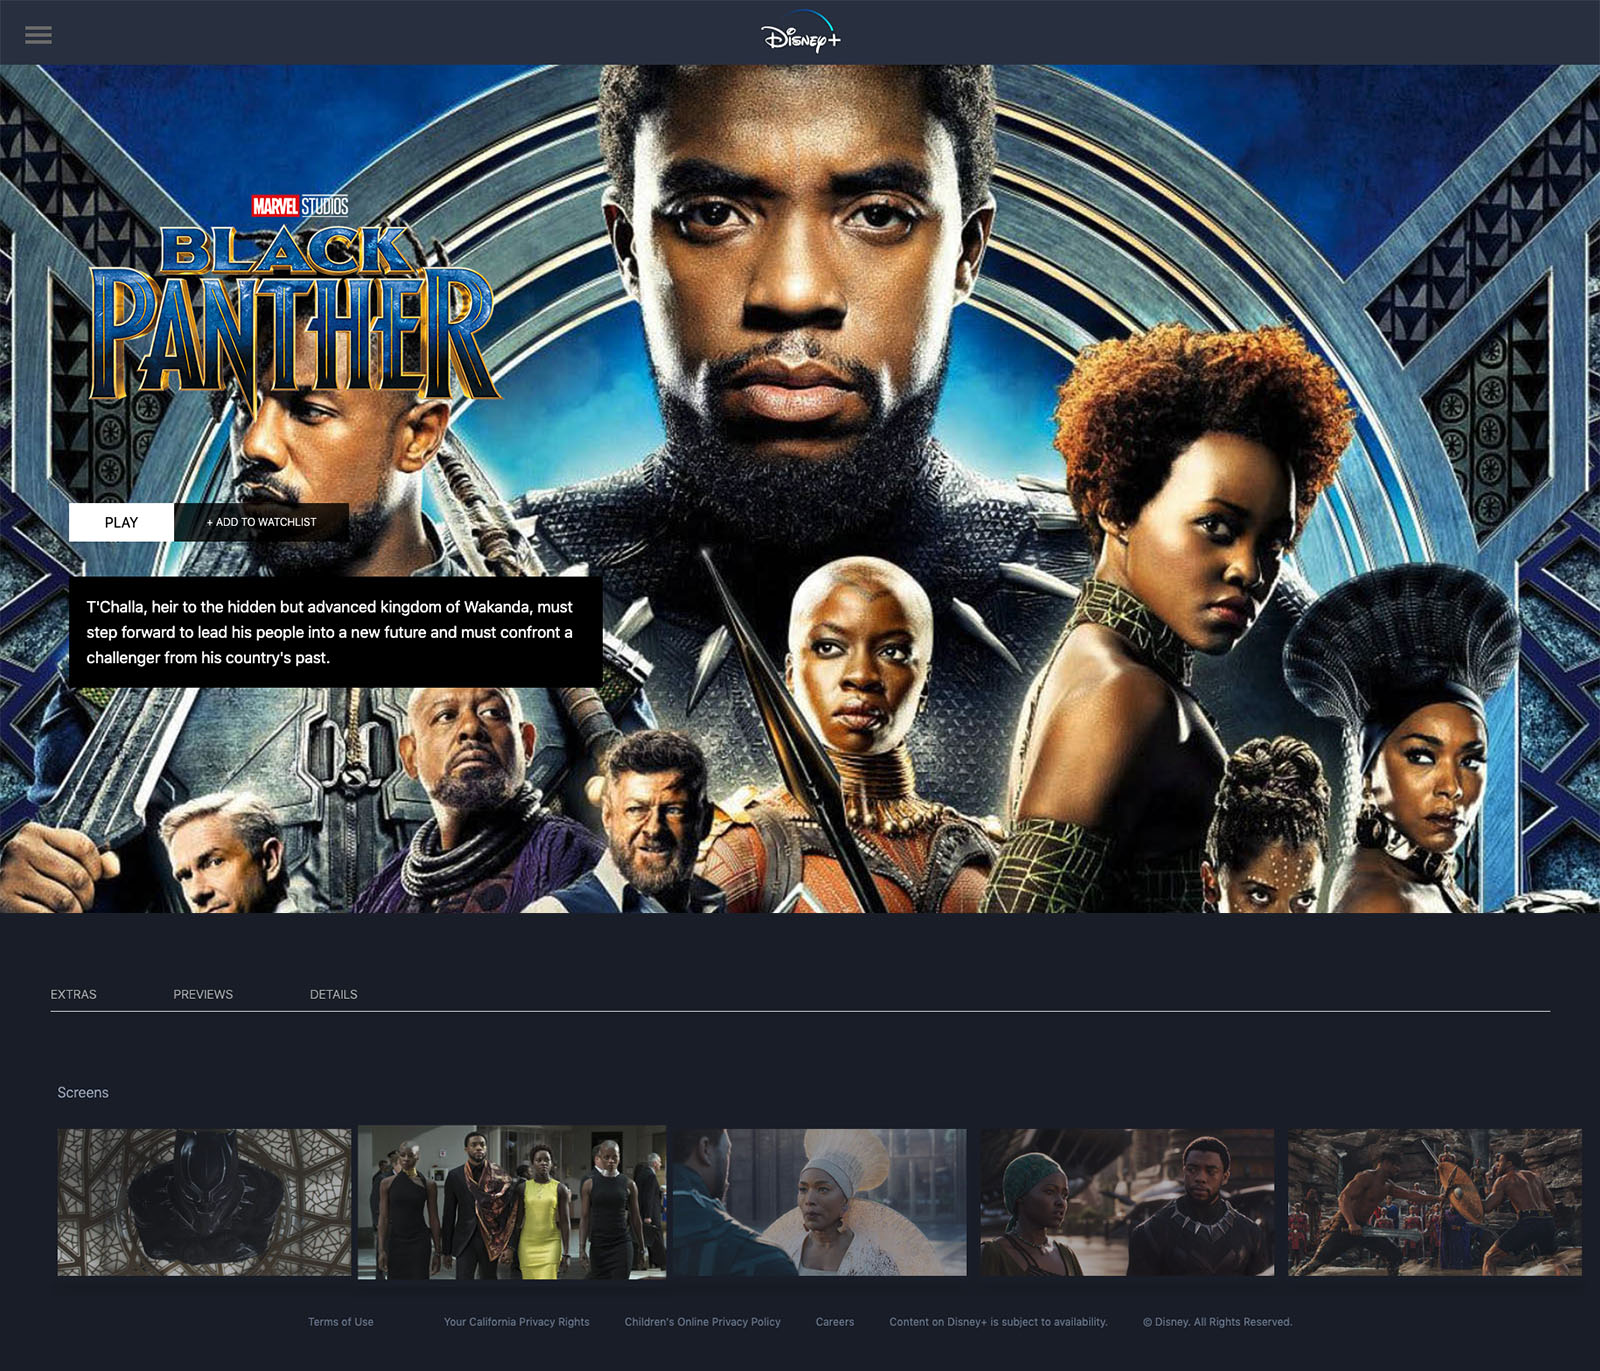 Disney+
MARVEL STUDIOS
BLACK
PANTHER
PLAY
+ ADD TO WATCHLIST
T'Challa, heir to the hidden but advanced kingdom of Wakanda, must
step forward to lead his people into a new future and must confront a
challenger from his country's past.
EXTRAS PREVIEWS DETAILS
Screens
Terms of Use Your California Privacy Rights Children's Online Privacy Policy Careers Content on Disney+ is subject to availability. © Disney. All Rights Reserved.